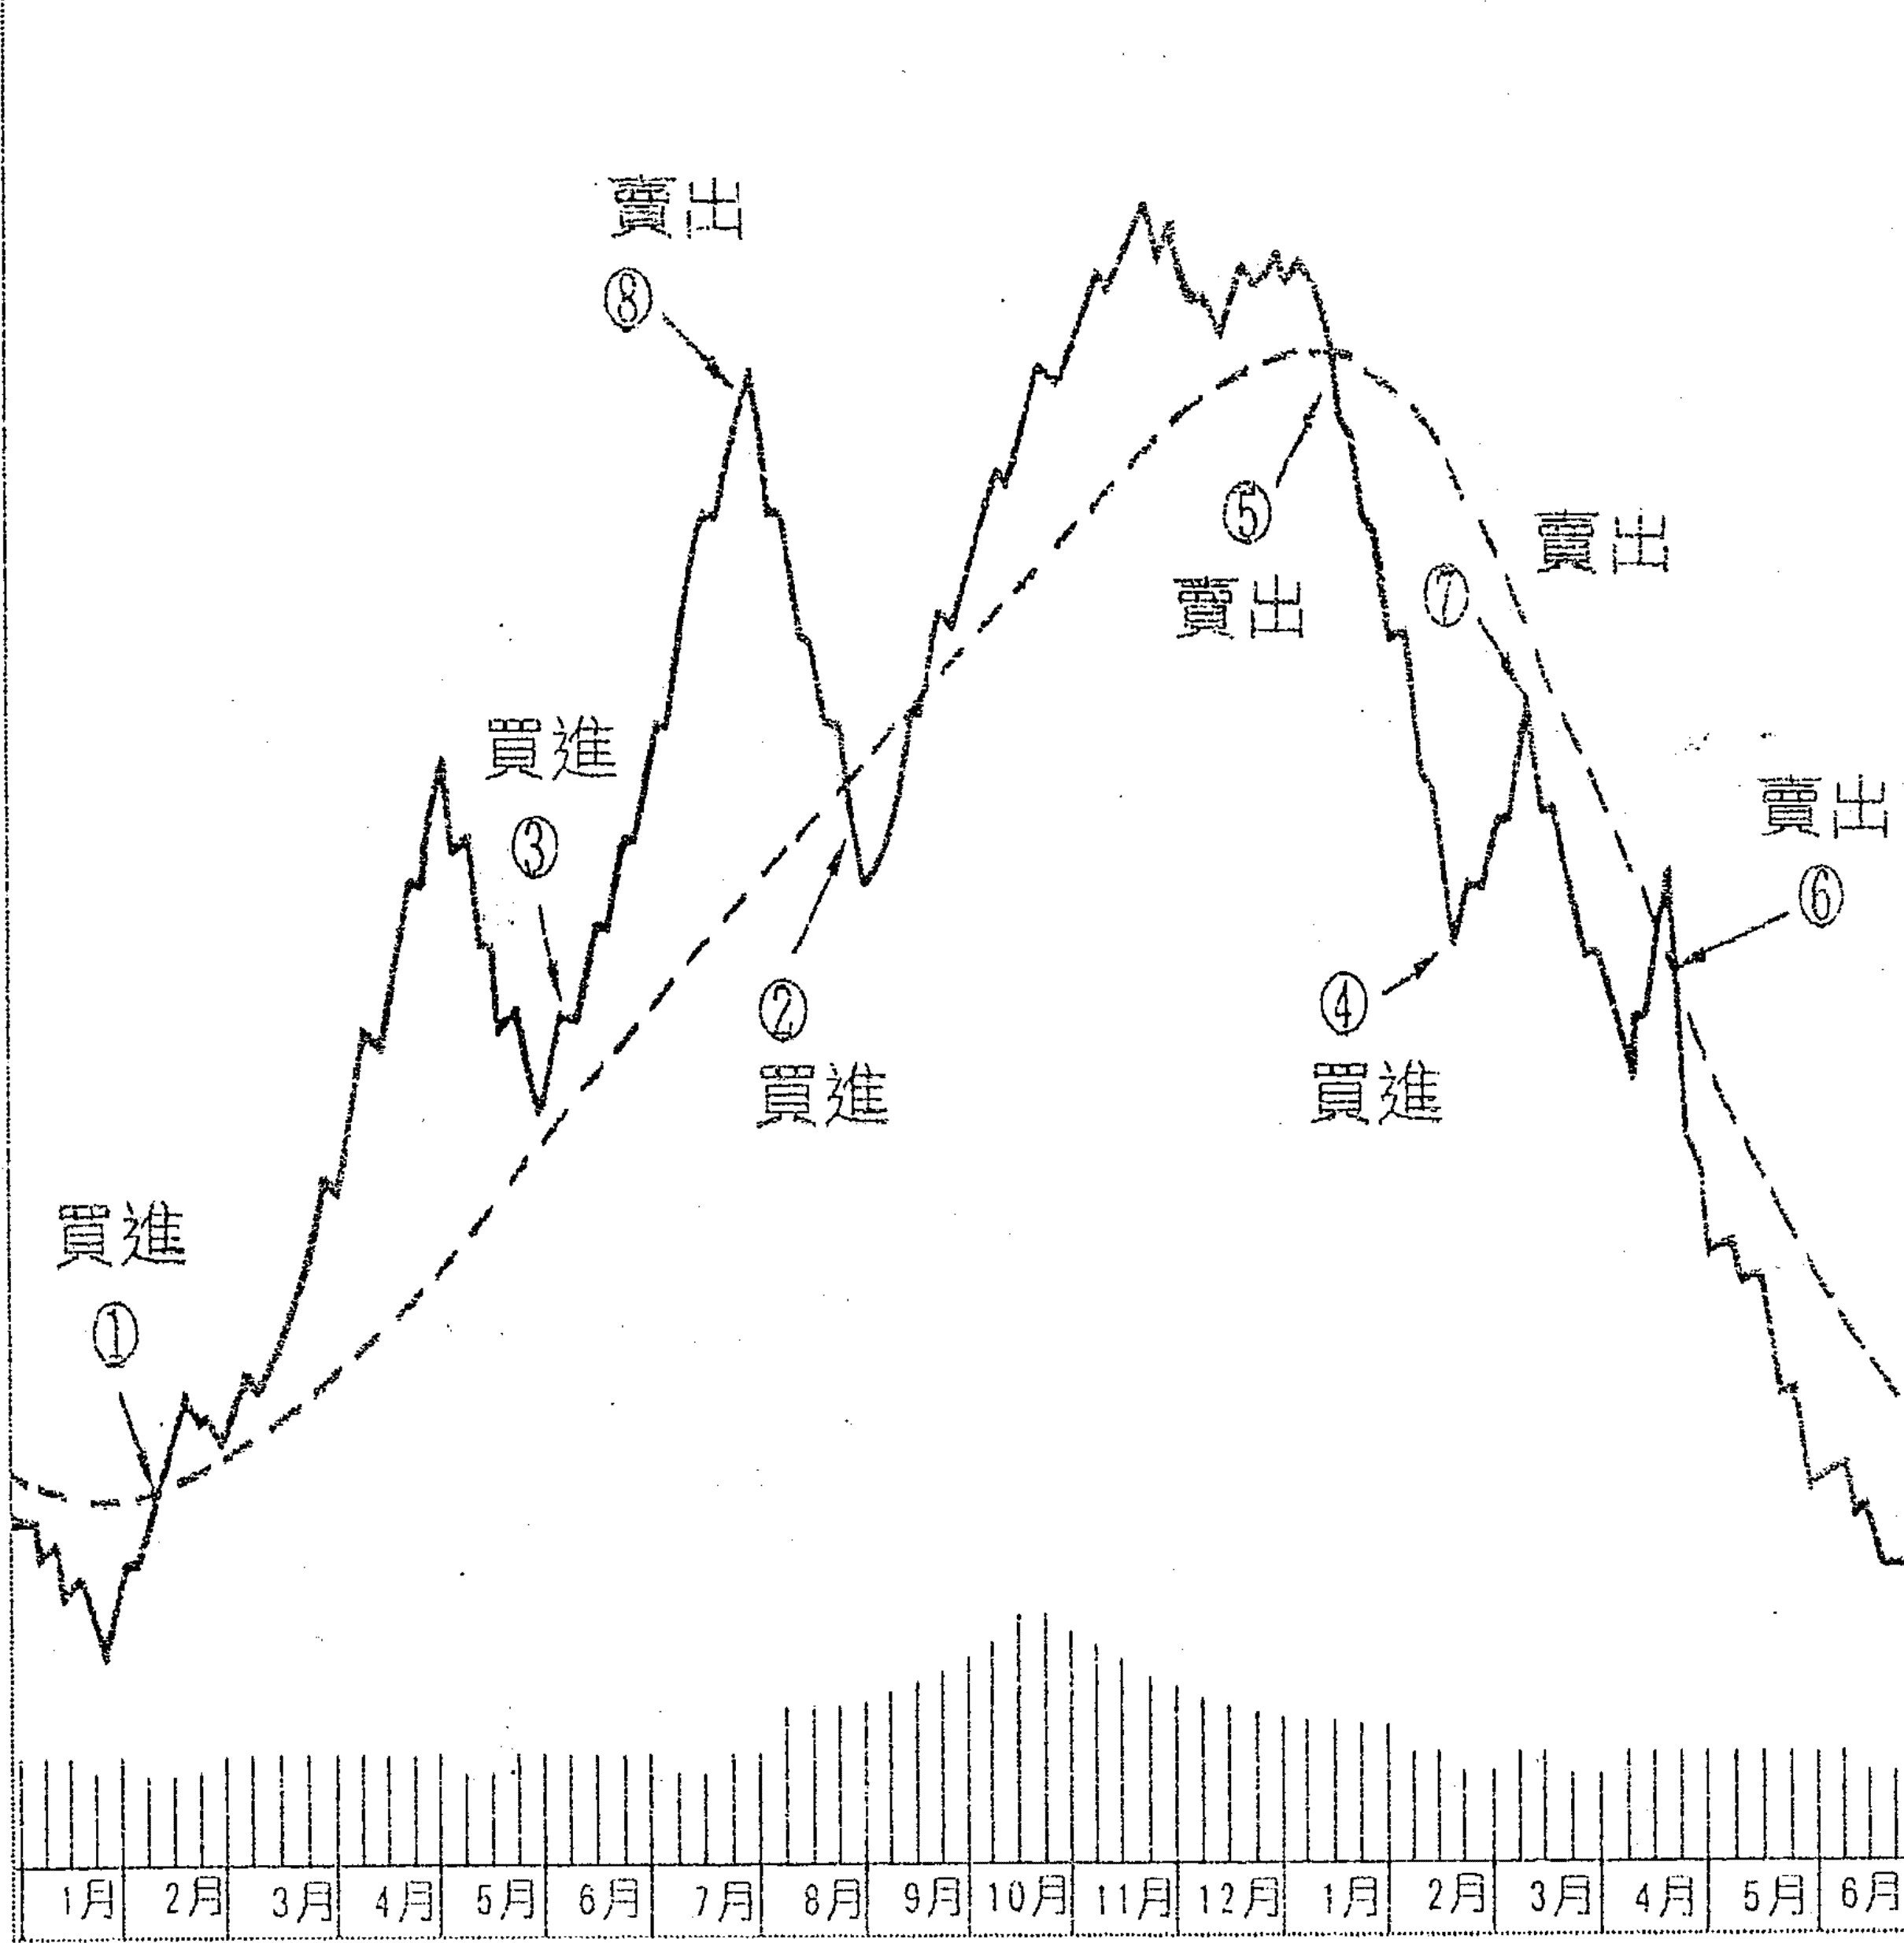 賣出
⑧
買進
③
⑤
賣出
賣出
⑦
賣出
⑥
②
買進
④
買進
買進
①
1月 2月 3月 4月 5月 6月 7月 8月 9月 10月 11月 12月 1月 2月 3月 4月 5月 6月